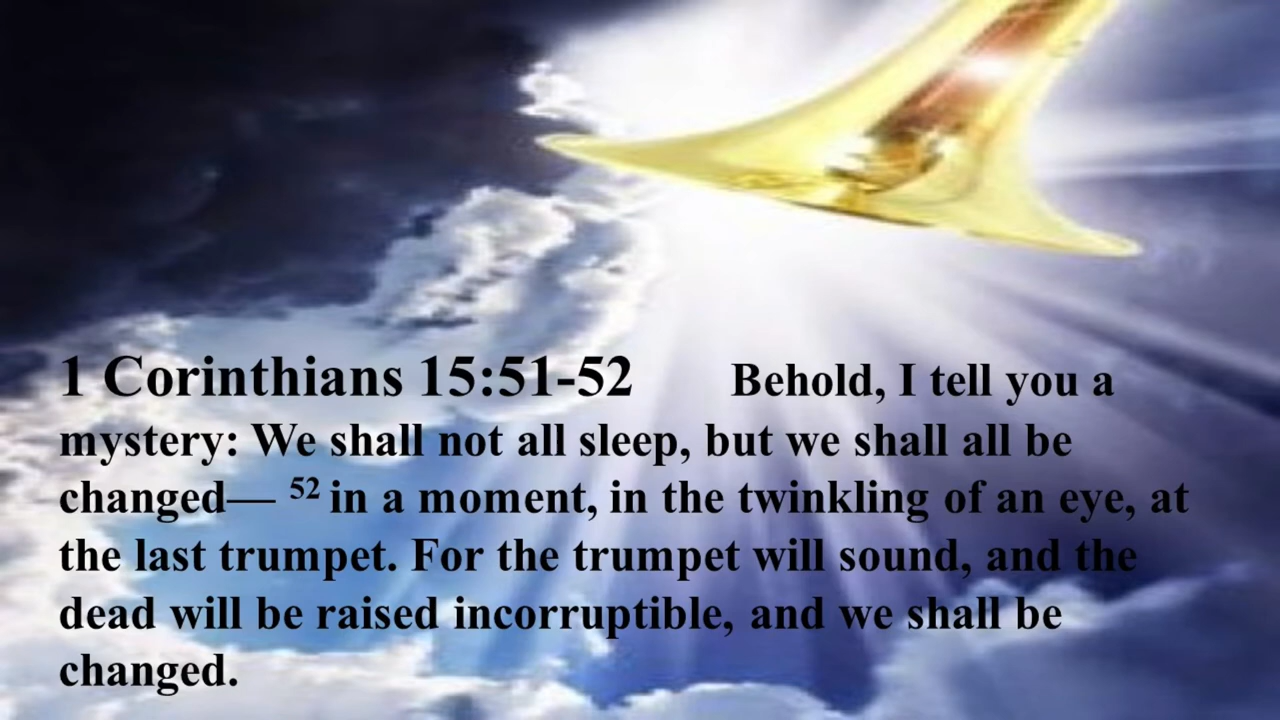 1 Corinthians 15:51-52 Behold, I tell you a
mystery: We shall not all sleep, but we shall all be
changed— 52 in a moment, in the twinkling of an eye, at
the last trumpet. For the trumpet will sound, and the
dead will be raised incorruptible, and we shall be
changed.